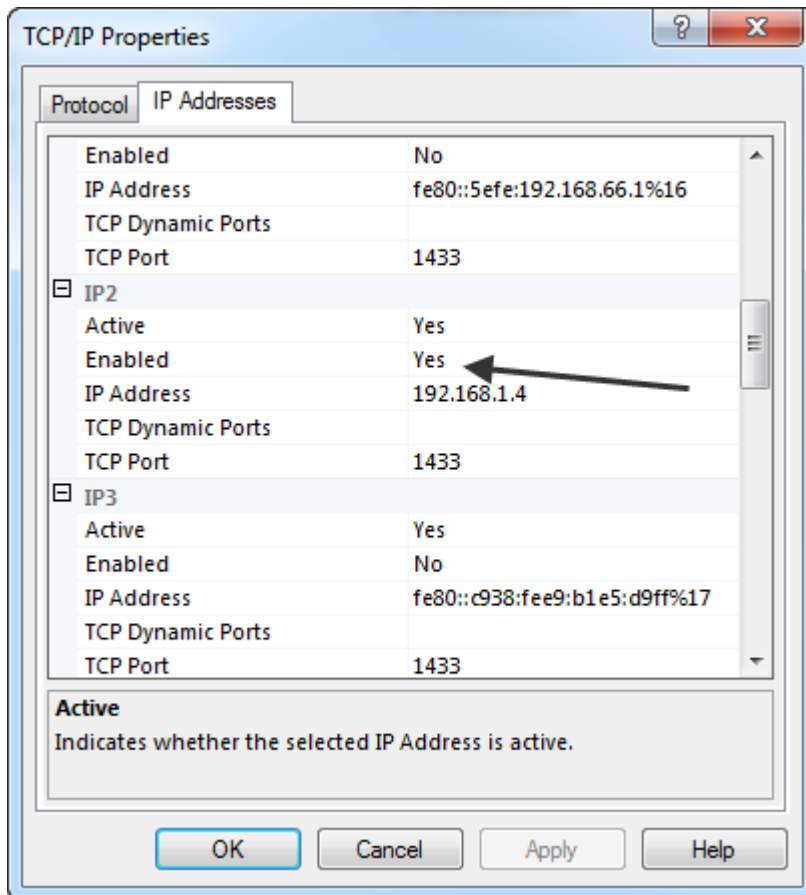 TCP/IP Properties
Protocol IP Addresses
Enabled No
IP Address fe80::5efe:192.168.66.1%16
TCP Dynamic Ports
TCP Port 1433
IP2
Active Yes
Enabled Yes
IP Address 192.168.1.4
TCP Dynamic Ports
TCP Port 1433
IP3
Active Yes
Enabled No
IP Address fe80::c938:fee9:b1e5:d9ff%17
TCP Dynamic Ports
TCP Port 1433
Active
Indicates whether the selected IP Address is active.
OK Cancel Apply Help